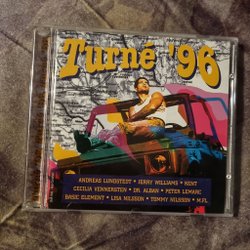 Turné '96
ANDREAS LUNDSTEDT • JERRY WILLIAMS • KENT
CECILIA VENNERSTEN • DR. ALBAN • PETER LEMARC
BASIC ELEMENT • LISA NILSSON • TOMMY NILSSON • M.FL.